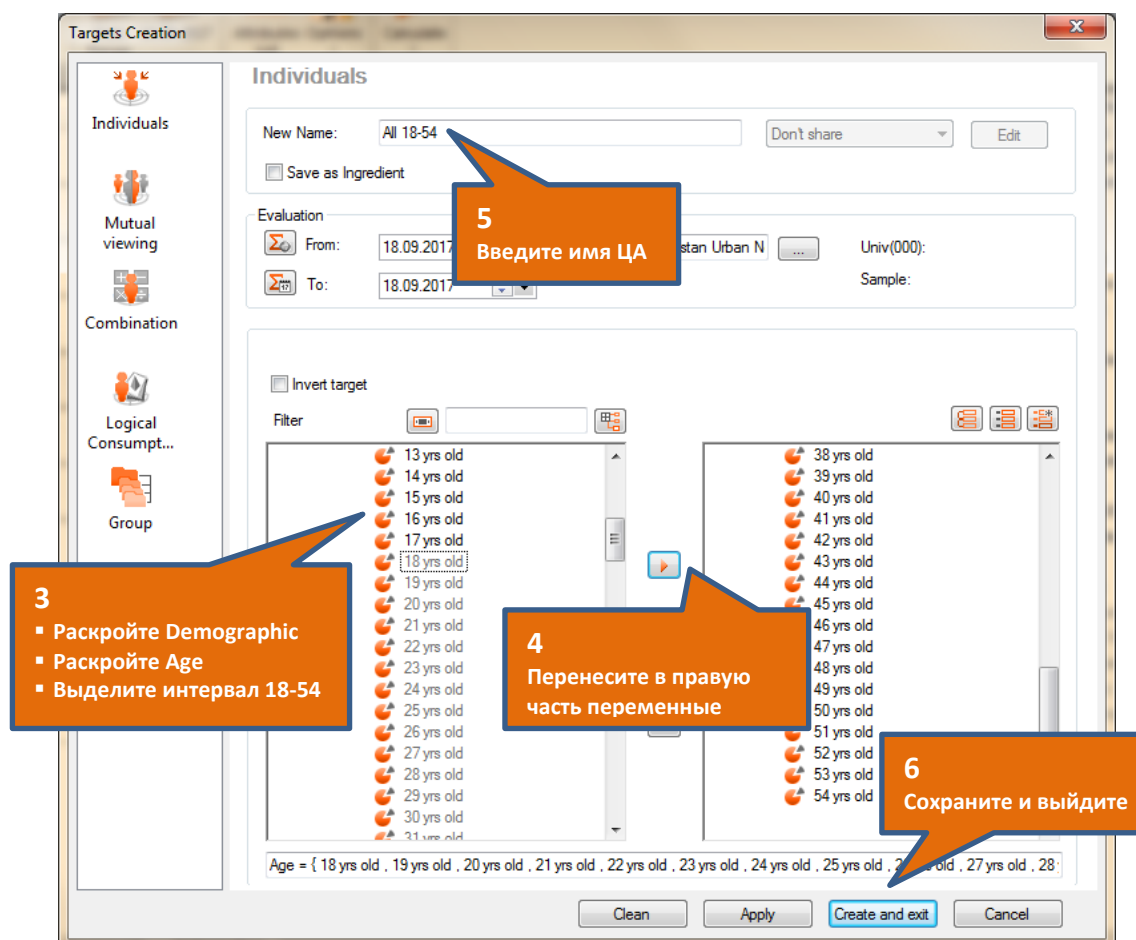 Targets Creation
Individuals
Mutual
viewing
Combination
Logical
Consumpt...
Group
Individuals
New Name: All 18-54 Don't share Edit
Save as Ingredient
5
Введите имя ЦА
Evaluation
From: 18.09.2017 stan Urban N ... Univ(000):
To: 18.09.2017 Sample:
Invert target
Filter
13 yrs old
14 yrs old
15 yrs old
16 yrs old
17 yrs old
18 yrs old
19 yrs old
20 yrs old
21 yrs old
22 yrs old
23 yrs old
24 yrs old
25 yrs old
26 yrs old
27 yrs old
28 yrs old
29 yrs old
30 yrs old
31 yrs old
38 yrs old
39 yrs old
40 yrs old
41 yrs old
42 yrs old
43 yrs old
44 yrs old
45 yrs old
46 yrs old
47 yrs old
48 yrs old
49 yrs old
50 yrs old
51 yrs old
52 yrs old
53 yrs old
54 yrs old
3
▪ Раскройте Demographic
▪ Раскройте Age
▪ Выделите интервал 18-54
4
Перенесите в правую
часть переменные
6
Сохраните и выйдите
Age = { 18 yrs old , 19 yrs old , 20 yrs old , 21 yrs old , 22 yrs old , 23 yrs old , 24 yrs old , 25 yrs old , old , 27 yrs old , 28
Clean Apply Create and exit Cancel